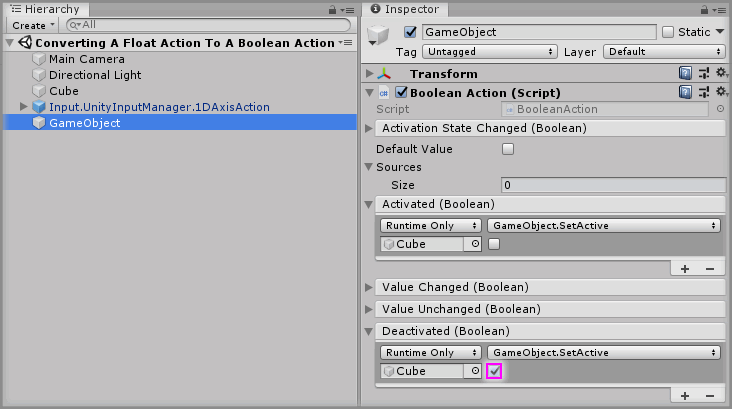 Hierarchy
Create
All
Converting A Float Action To A Boolean Action
Main Camera
Directional Light
Cube
Input.UnityInputManager.1DAxisAction
GameObject
Inspector
GameObject
Static
Tag Untagged Layer Default
Transform
Boolean Action (Script)
Script BooleanAction
Activation State Changed (Boolean)
Default Value
Sources
Size 0
Activated (Boolean)
Runtime Only GameObject.SetActive
Cube
+ −
Value Changed (Boolean)
Value Unchanged (Boolean)
Deactivated (Boolean)
Runtime Only GameObject.SetActive
Cube
+ −